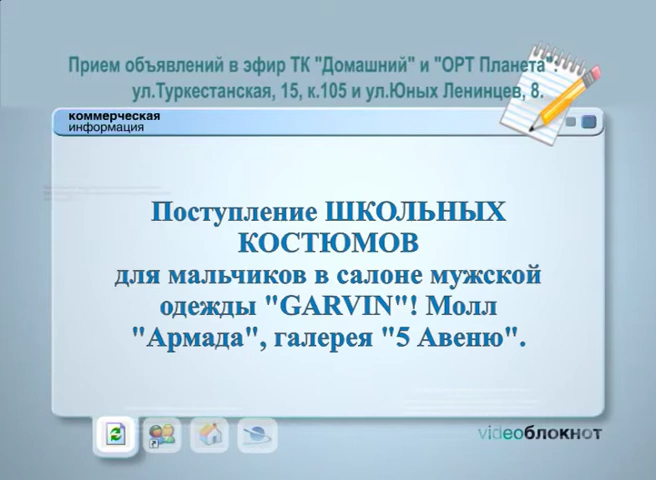 Прием объявлений в эфир ТК "Домашний" и "ОРТ Планета":
ул.Туркестанская, 15, к.105 и ул.Юных Ленинцев, 8.
коммерческая
информация
Поступление ШКОЛЬНЫХ
КОСТЮМОВ
для мальчиков в салоне мужской
одежды "GARVIN"! Молл
"Армада", галерея "5 Авеню".
videoблокнот